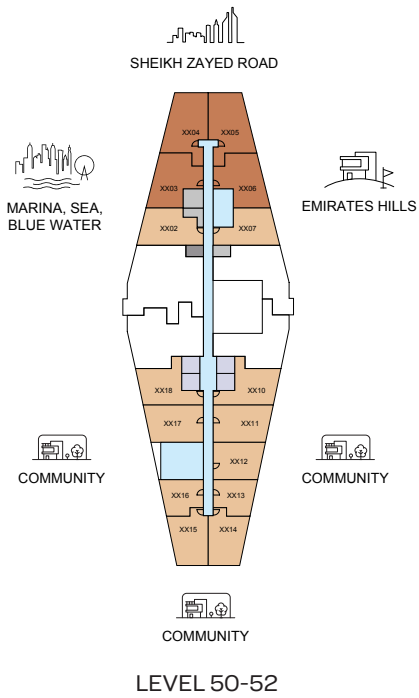 SHEIKH ZAYED ROAD
XX04
XX05
MARINA, SEA,
BLUE WATER
XX03
XX06
EMIRATES HILLS
XX02
XX07
XX18
XX10
XX17
XX11
COMMUNITY
XX12
COMMUNITY
XX16
XX13
XX15
XX14
COMMUNITY
LEVEL 50-52